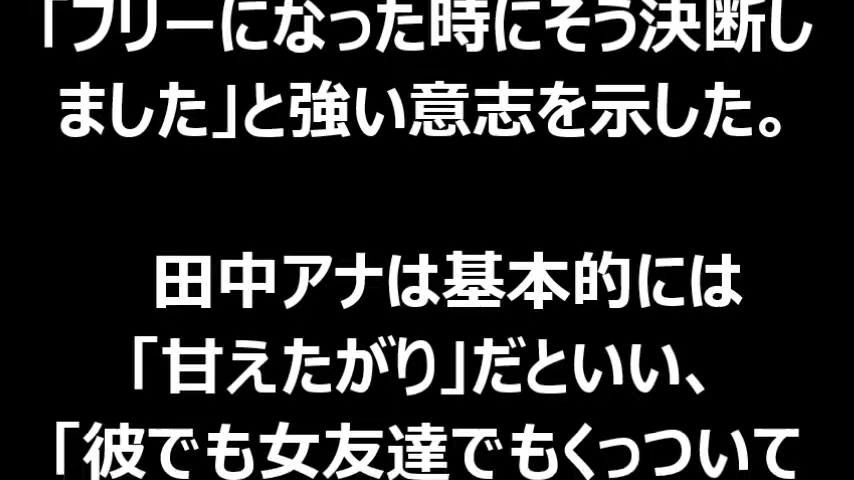 「フリーになった時にそう決断し
ました」と強い意志を示した。
田中アナは基本的には
「甘えたがり」だといい、
「彼でも女友達でもくっついて